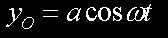 y_O = a cos ωt